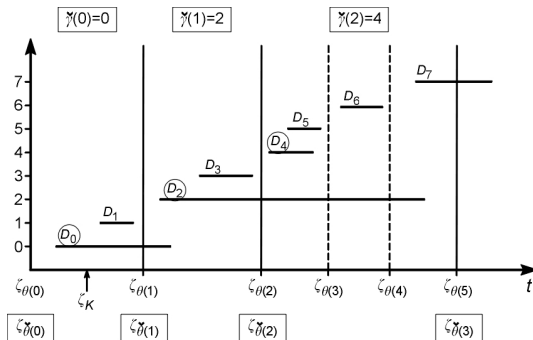 γ̆(0)=0 γ̆(1)=2 γ̆(2)=4
7 D₇
6 D₆
5 D₅
4 D₄
3 D₃
2 D₂
1 D₁
0 D₀
ζθ(0) ζK ζθ(1) ζθ(2) ζθ(3) ζθ(4) ζθ(5) t
ζθ̆(0) ζθ̆(1) ζθ̆(2) ζθ̆(3)